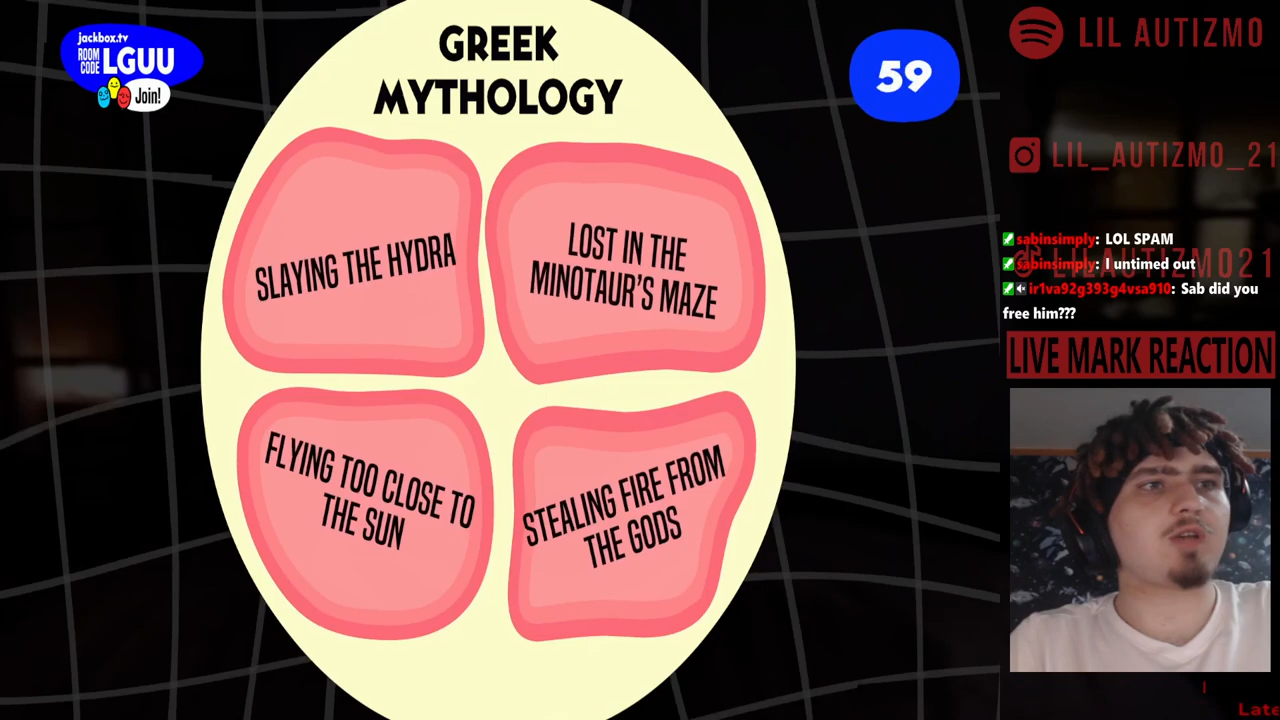 jackbox.tv
ROOM CODE LGUU
Join!
GREEK
MYTHOLOGY
59
SLAYING THE HYDRA
LOST IN THE
MINOTAUR'S MAZE
FLYING TOO CLOSE TO
THE SUN
STEALING FIRE FROM
THE GODS
LIL AUTIZMO
LIL_AUTIZMO_21
LILAUTIZMO21
sabinsimply: LOL SPAM
sabinsimply: I untimed out
ir1va92g393g4vsa910: Sab did you
free him???
LIVE MARK REACTION
Late